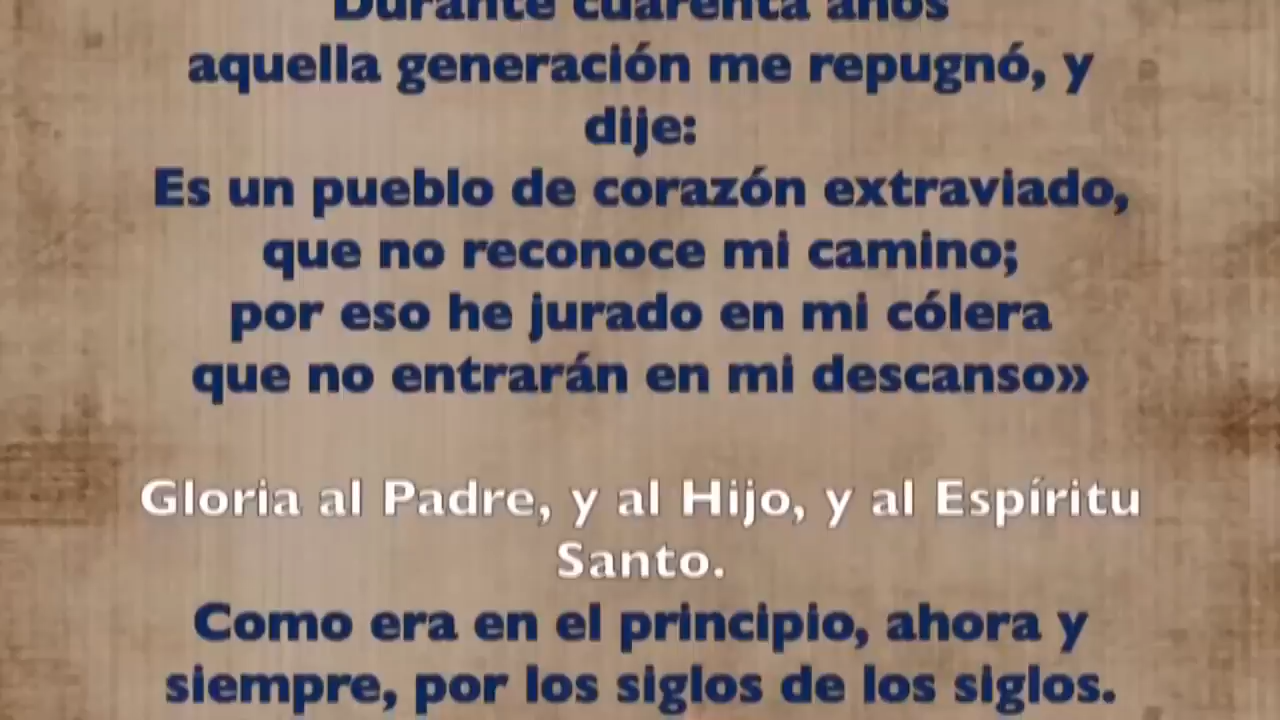 Durante cuarenta años
aquella generación me repugnó, y
dije:
Es un pueblo de corazón extraviado,
que no reconoce mi camino;
por eso he jurado en mi cólera
que no entrarán en mi descanso»
Gloria al Padre, y al Hijo, y al Espíritu
Santo.
Como era en el principio, ahora y
siempre, por los siglos de los siglos.